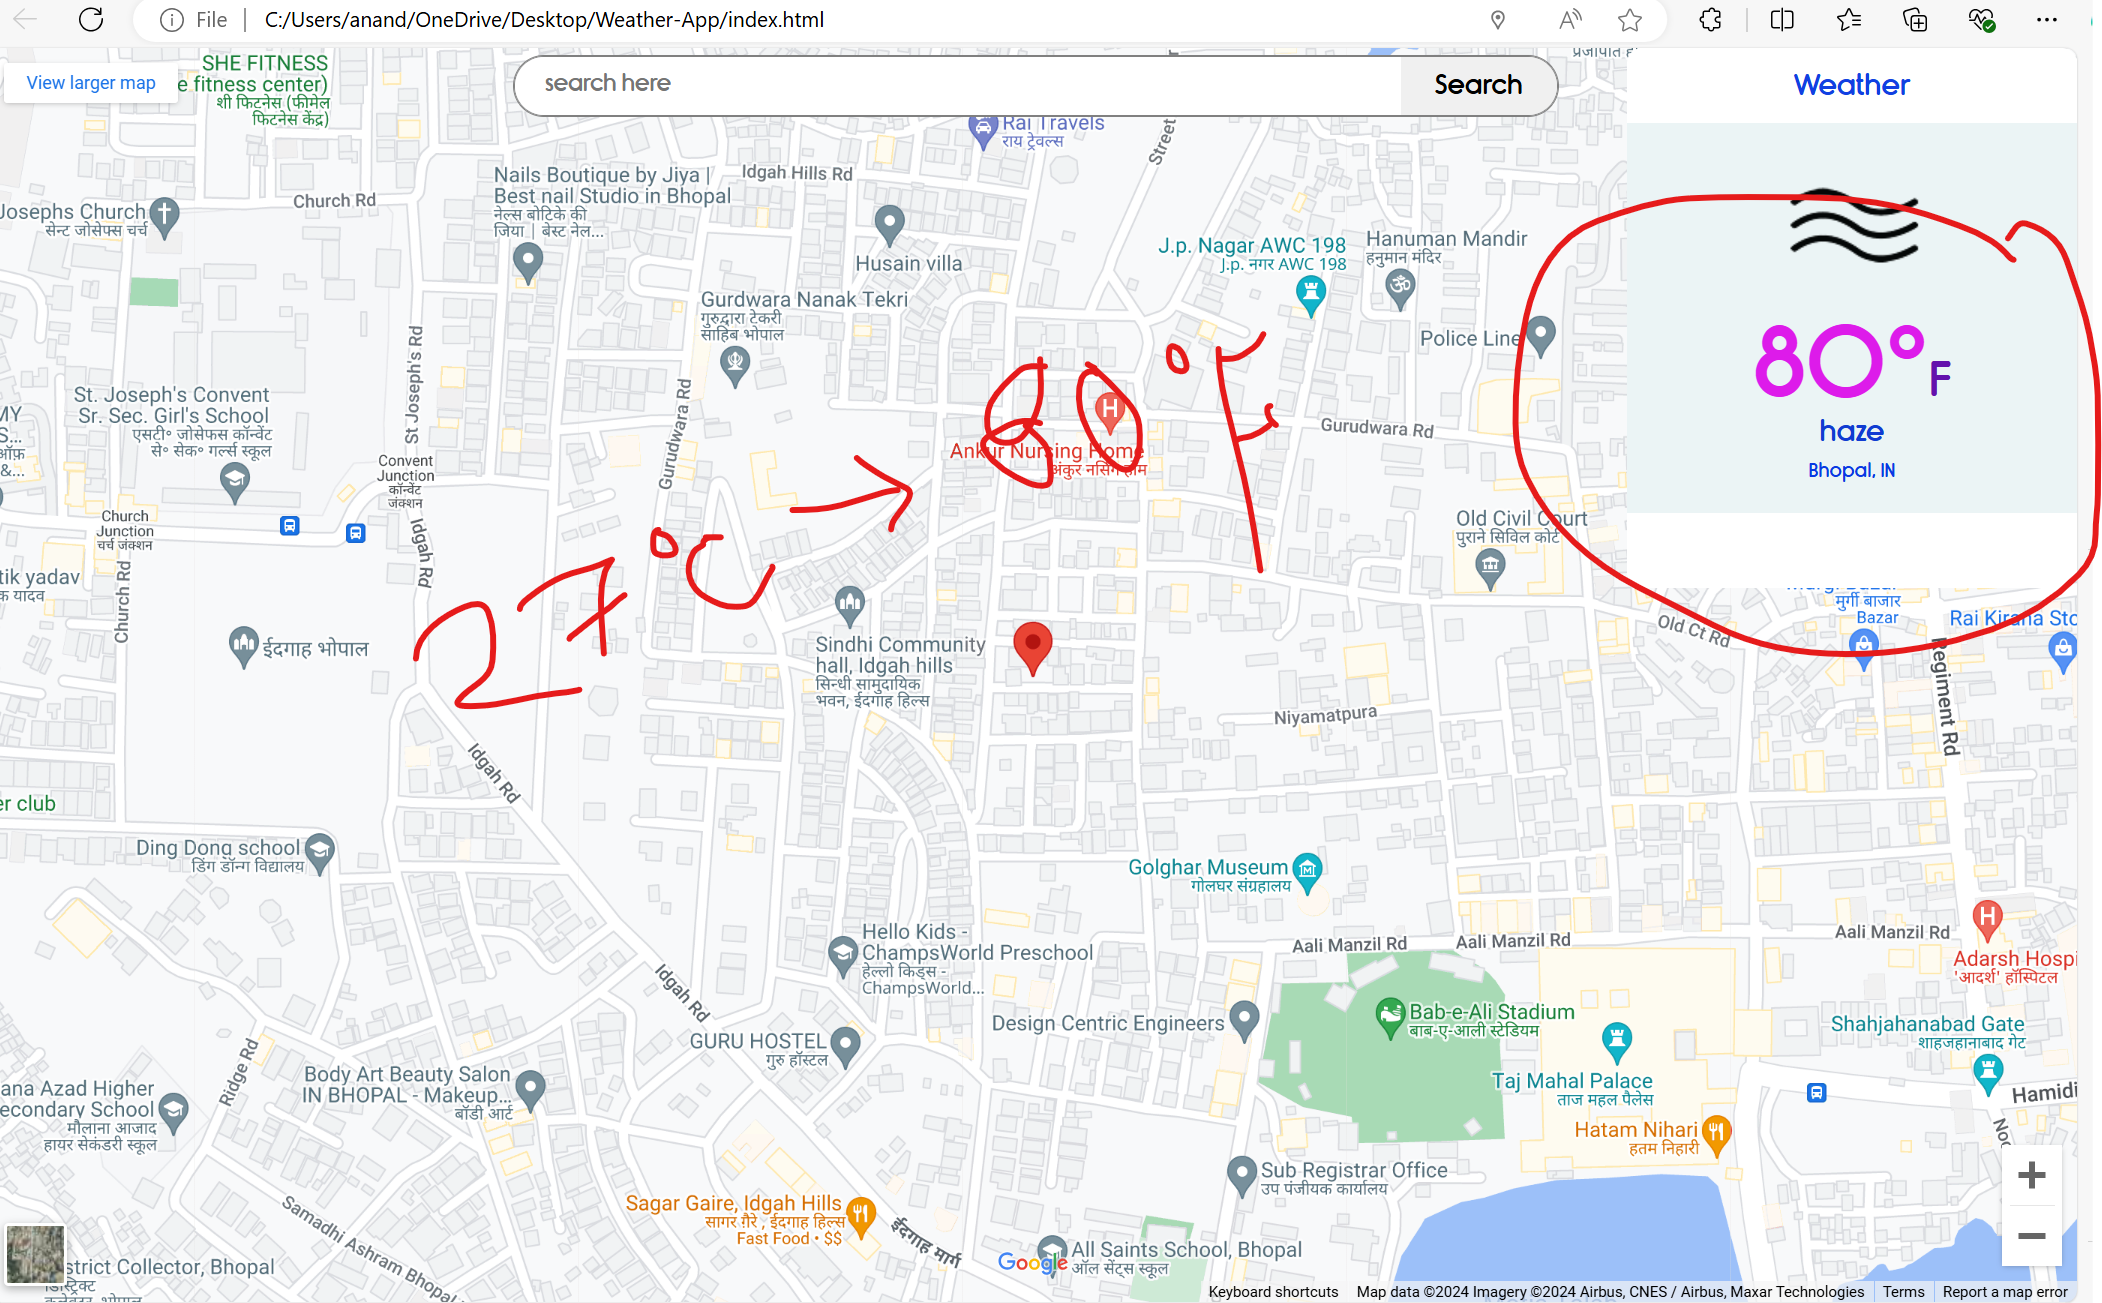 File
C:/Users/anand/OneDrive/Desktop/Weather-App/index.html
View larger map
SHE FITNESS
e fitness center)
शी फिटनेस (फीमेल
फिटनेस केंद्र)
search here
Search
Weather
Rai Travels
राय ट्रेवल्स
Street
Idgah Hills Rd
Nails Boutique by Jiya |
Best nail Studio in Bhopal
नेल्स बोटिके की
जिया | बेस्ट नेल...
Church Rd
Josephs Church
सेन्ट जोसेफ्स चर्च
Husain villa
J.p. Nagar AWC 198
J.p. नगर AWC 198
Hanuman Mandir
हनुमान मंदिर
Gurdwara Nanak Tekri
गुरुद्वारा टेकरी
साहिब भोपाल
Police Line
80°F
haze
Bhopal, IN
St Joseph's Rd
Gurudwara Rd
St. Joseph's Convent
Sr. Sec. Girl's School
एसटी॰ जोसेफस कॉन्वेंट
से॰ सेक॰ गर्ल्स स्कूल
MY
S...
ऑफ़
&...
80°F
Gurudwara Rd
Ankur Nursing Home
अंकुर नर्सिंग होम
Convent
Junction
कॉन्वेंट
जंक्शन
Church
Junction
चर्च जंक्शन
Idgah Rd
Old Civil Court
पुराने सिविल कोर्ट
27°C →
tik yadav
क यादव
Church Rd
ईदगाह भोपाल
Sindhi Community
hall, Idgah hills
सिन्धी सामुदायिक
भवन, ईदगाह हिल्स
मुर्गी बाजार
Bazar
Rai Kirana Sto
Old Ct Rd
Regiment Rd
Niyamatpura
Idgah Rd
er club
Ding Dong school
डिंग डॉन्ग विद्यालय
Golghar Museum
गोलघर संग्रहालय
Hello Kids -
ChampsWorld Preschool
हेल्लो किड्स -
ChampsWorld...
Aali Manzil Rd
Aali Manzil Rd
Aali Manzil Rd
Adarsh Hospi
'आदर्श' हॉस्पिटल
Idgah Rd
Design Centric Engineers
Bab-e-Ali Stadium
बाब-ए-आली स्टेडियम
GURU HOSTEL
गुरु हॉस्टल
Shahjahanabad Gate
शाहजहानाबाद गेट
Ridge Rd
Body Art Beauty Salon
IN BHOPAL - Makeup...
बॉडी आर्ट
Taj Mahal Palace
ताज महल पैलेस
ana Azad Higher
econdary School
मौलाना आजाद
हायर सेकंडरी स्कूल
Hamidi
Noo
Hatam Nihari
हतम निहारी
Sub Registrar Office
उप पंजीयक कार्यालय
Sagar Gaire, Idgah Hills
सागर ग़ैरे , ईदगाह हिल्स
Fast Food • $$
Samadhi Ashram Bhopal
ईदगाह मार्ग
strict Collector, Bhopal
डिस्ट्रिक्ट
Google
All Saints School, Bhopal
ऑल सेंट्स स्कूल
Keyboard shortcuts
Map data ©2024 Imagery ©2024 Airbus, CNES / Airbus, Maxar Technologies
Terms
Report a map error